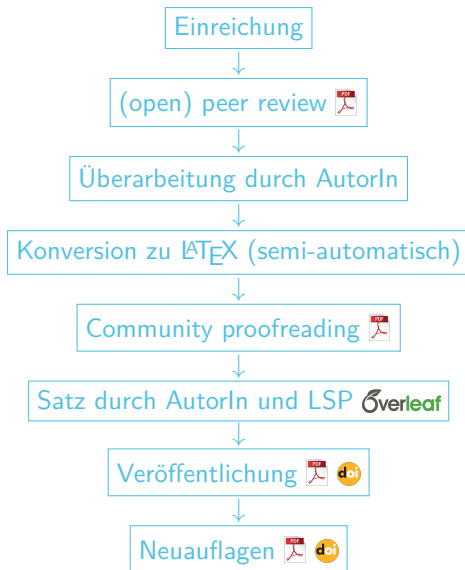 Einreichung
(open) peer review PDF
Überarbeitung durch AutorIn
Konversion zu LATEX (semi-automatisch)
Community proofreading PDF
Satz durch AutorIn und LSP Overleaf
Veröffentlichung PDF doi
Neuauflagen PDF doi